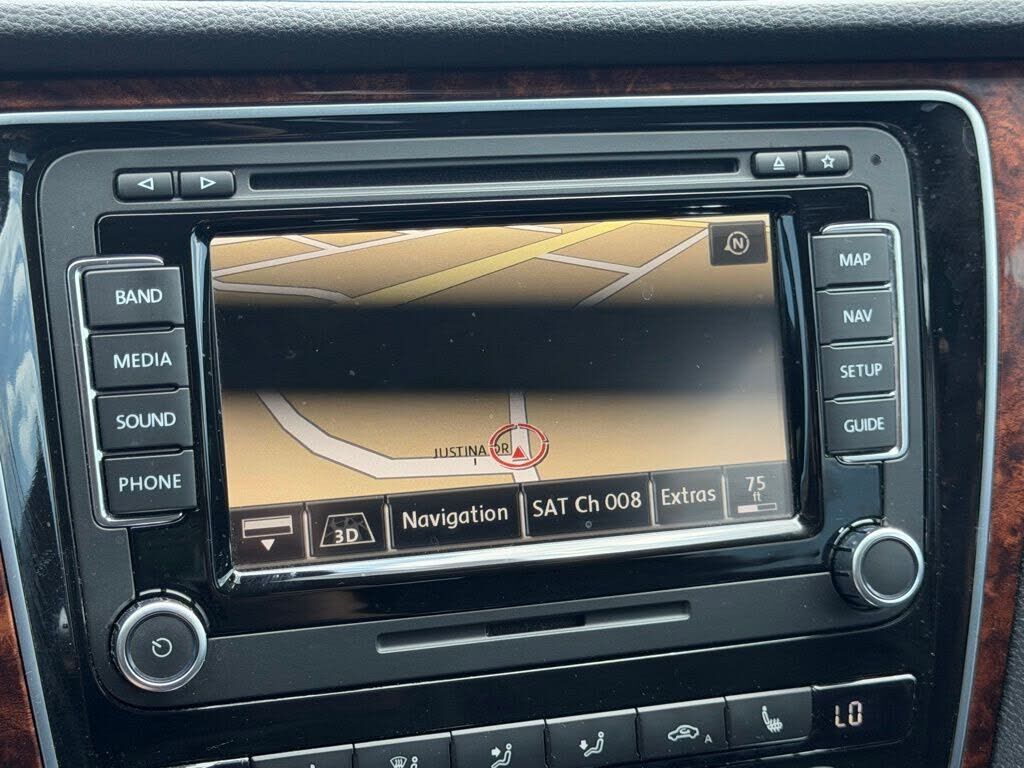 N
BAND
MEDIA
SOUND
PHONE
MAP
NAV
SETUP
GUIDE
JUSTINA DR
3D
Navigation
SAT Ch 008
Extras
75
ft
A
LO